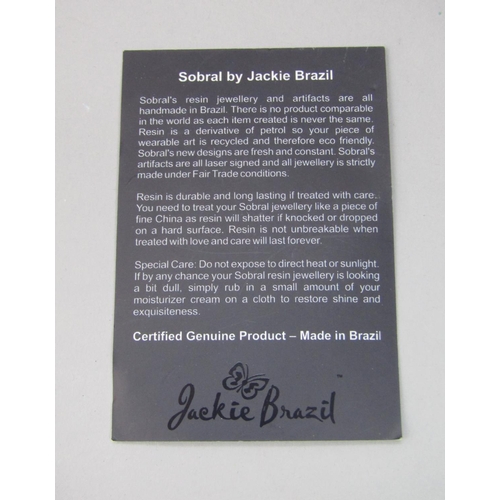 Sobral by Jackie Brazil
Sobral's resin jewellery and artifacts are all
handmade in Brazil. There is no product comparable
in the world as each item created is never the same.
Resin is a derivative of petrol so your piece of
wearable art is recycled and therefore eco friendly.
Sobral's new designs are fresh and constant. Sobral's
artifacts are all laser signed and all jewellery is strictly
made under Fair Trade conditions.
Resin is durable and long lasting if treated with care.
You need to treat your Sobral jewellery like a piece of
fine China as resin will shatter if knocked or dropped
on a hard surface. Resin is not unbreakable when
treated with love and care will last forever.
Special Care: Do not expose to direct heat or sunlight.
If by any chance your Sobral resin jewellery is looking
a bit dull, simply rub in a small amount of your
moisturizer cream on a cloth to restore shine and
exquisiteness.
Certified Genuine Product – Made in Brazil
Jackie Brazil